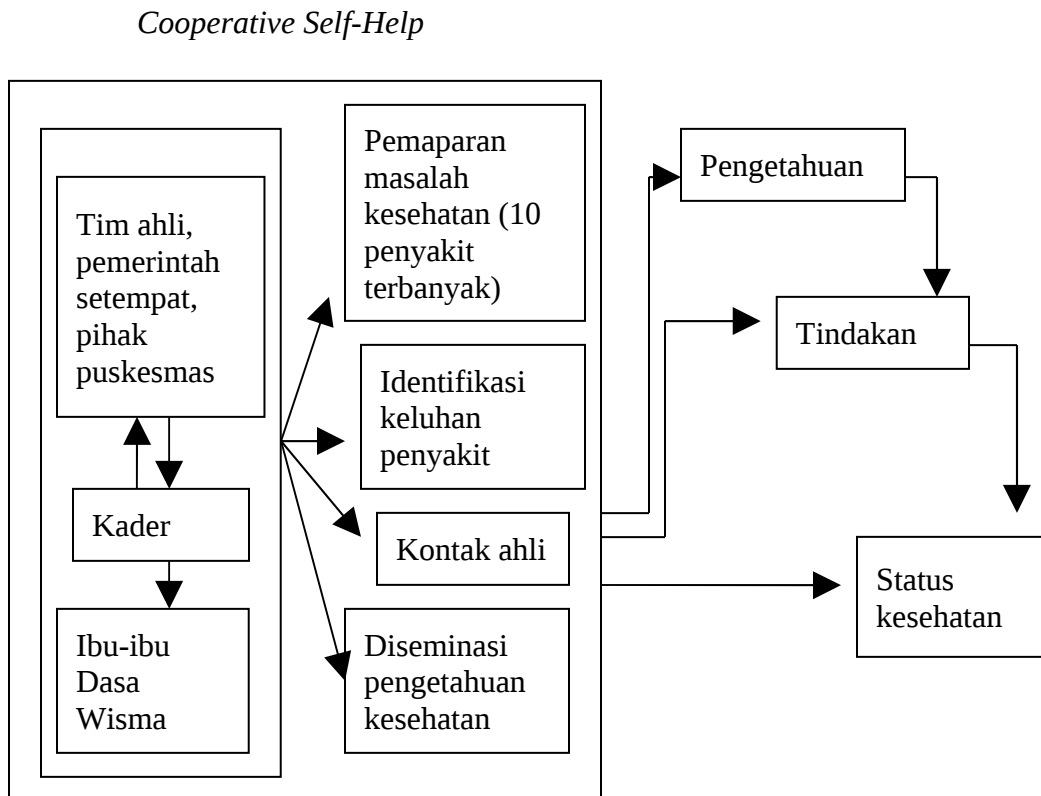 Cooperative Self-Help
Tim ahli,
pemerintah
setempat,
pihak
puskesmas
Kader
Ibu-ibu
Dasa
Wisma
Pemaparan
masalah
kesehatan (10
penyakit
terbanyak)
Identifikasi
keluhan
penyakit
Kontak ahli
Diseminasi
pengetahuan
kesehatan
Pengetahuan
Tindakan
Status
kesehatan